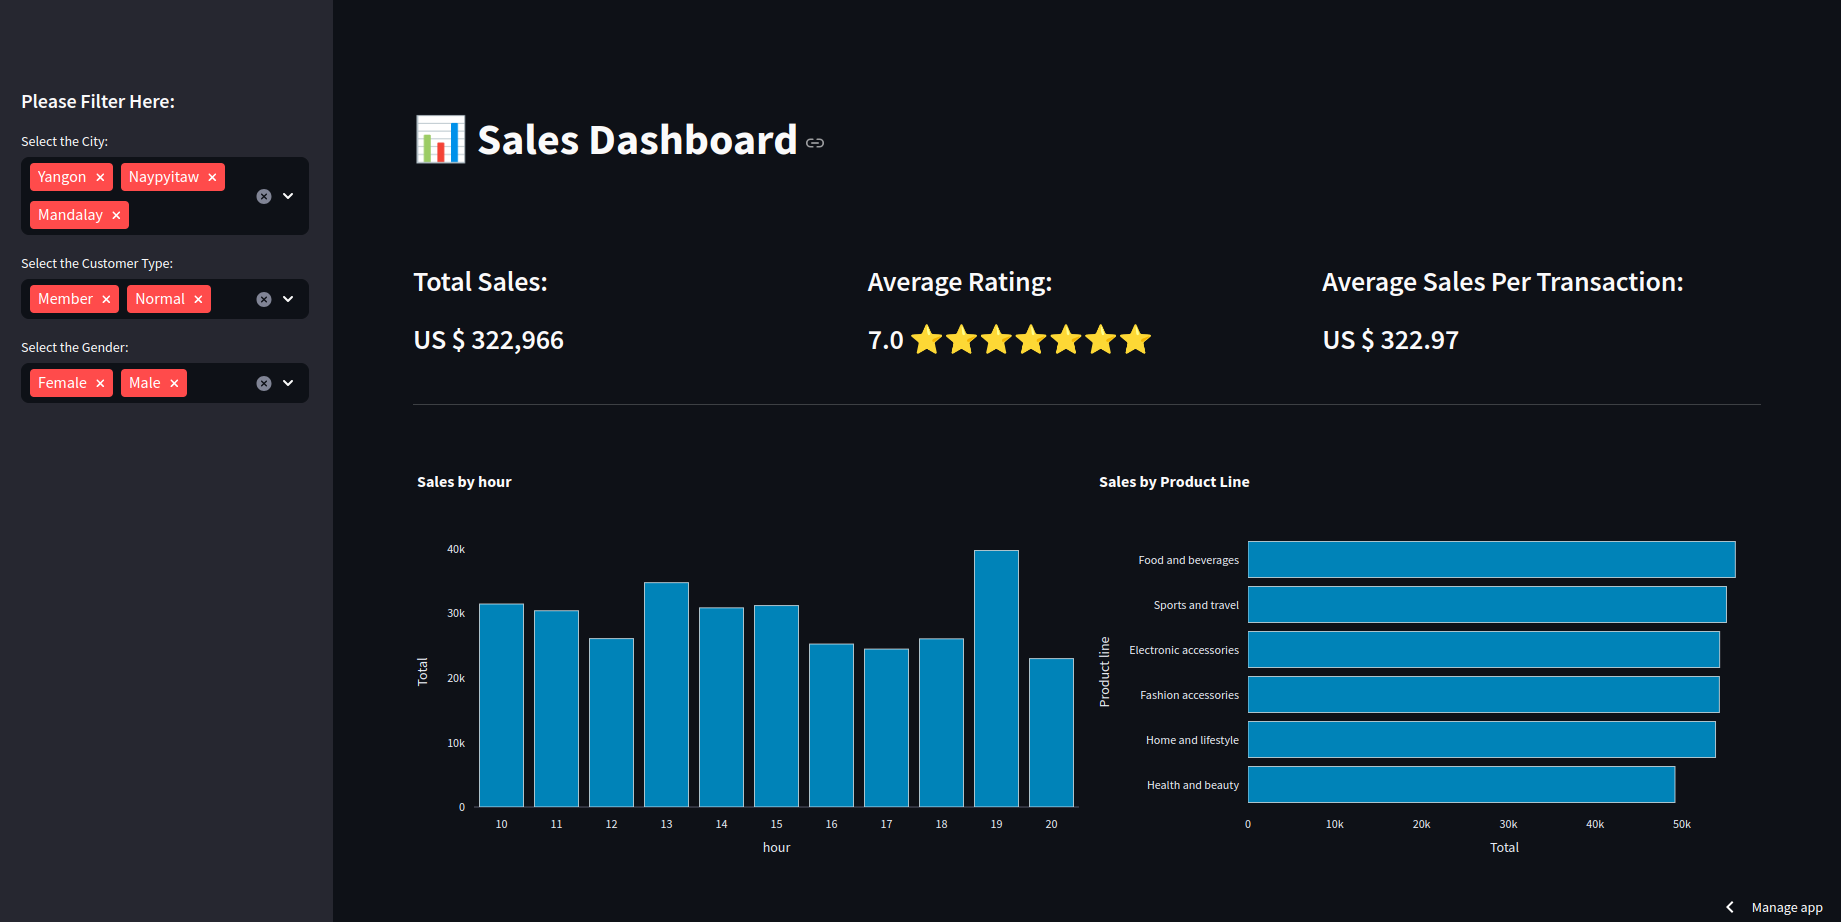 Please Filter Here:
Select the City:
Yangon
Naypyitaw
Mandalay
Select the Customer Type:
Member
Normal
Select the Gender:
Female
Male
Sales Dashboard
Total Sales:
US $ 322,966
Average Rating:
7.0
Average Sales Per Transaction:
US $ 322.97
Sales by hour
40k
30k
20k
10k
0
Total
10 11 12 13 14 15 16 17 18 19 20
hour
Sales by Product Line
Product line
Food and beverages
Sports and travel
Electronic accessories
Fashion accessories
Home and lifestyle
Health and beauty
0 10k 20k 30k 40k 50k
Total
Manage app